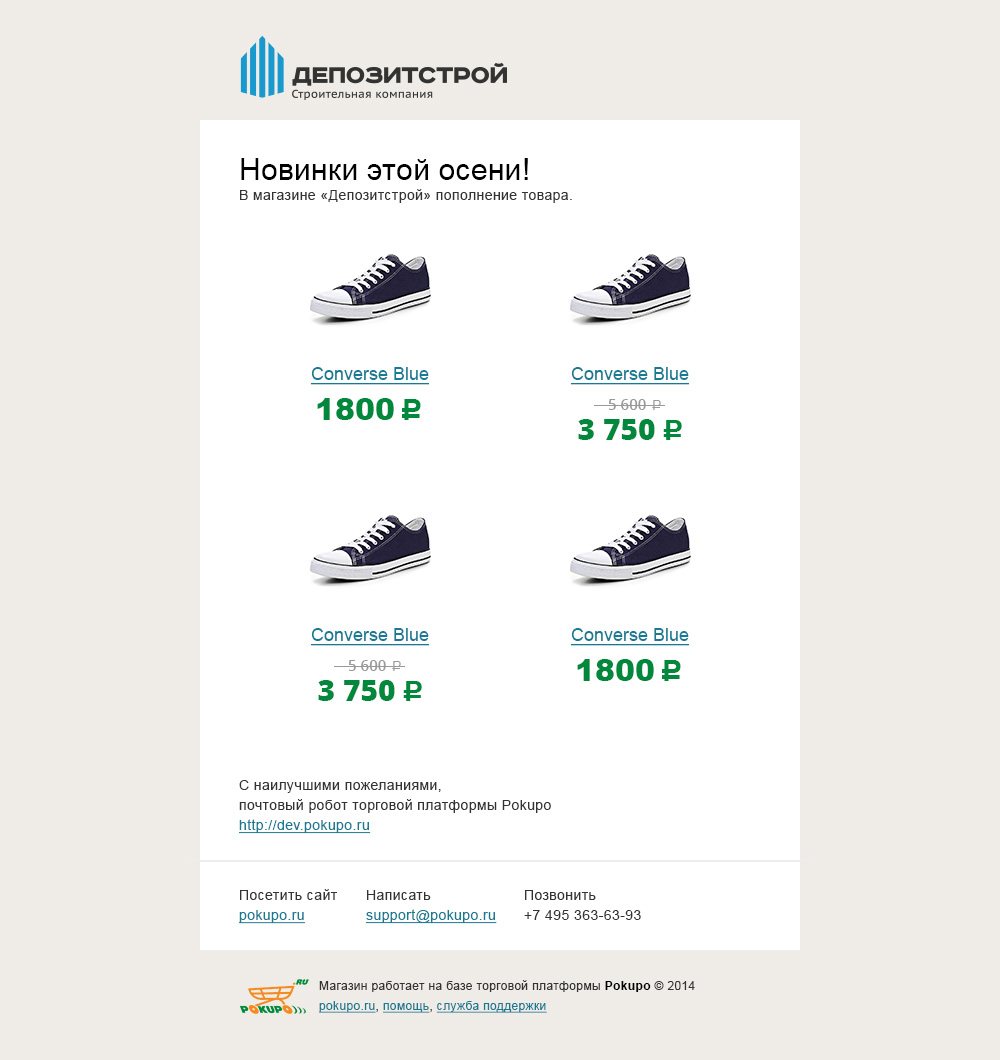 ДЕПОЗИТСТРОЙ
Строительная компания
Новинки этой осени!
В магазине «Депозитстрой» пополнение товара.
Converse Blue
Converse Blue
1800 ₽
5 600 ₽
3 750 ₽
Converse Blue
Converse Blue
5 600 ₽
3 750 ₽
1800 ₽
С наилучшими пожеланиями,
почтовый робот торговой платформы Pokupo
http://dev.pokupo.ru
Посетить сайт
pokupo.ru
Написать
support@pokupo.ru
Позвонить
+7 495 363-63-93
POKUPO.RU
Магазин работает на базе торговой платформы Pokupo © 2014
pokupo.ru, помощь, служба поддержки